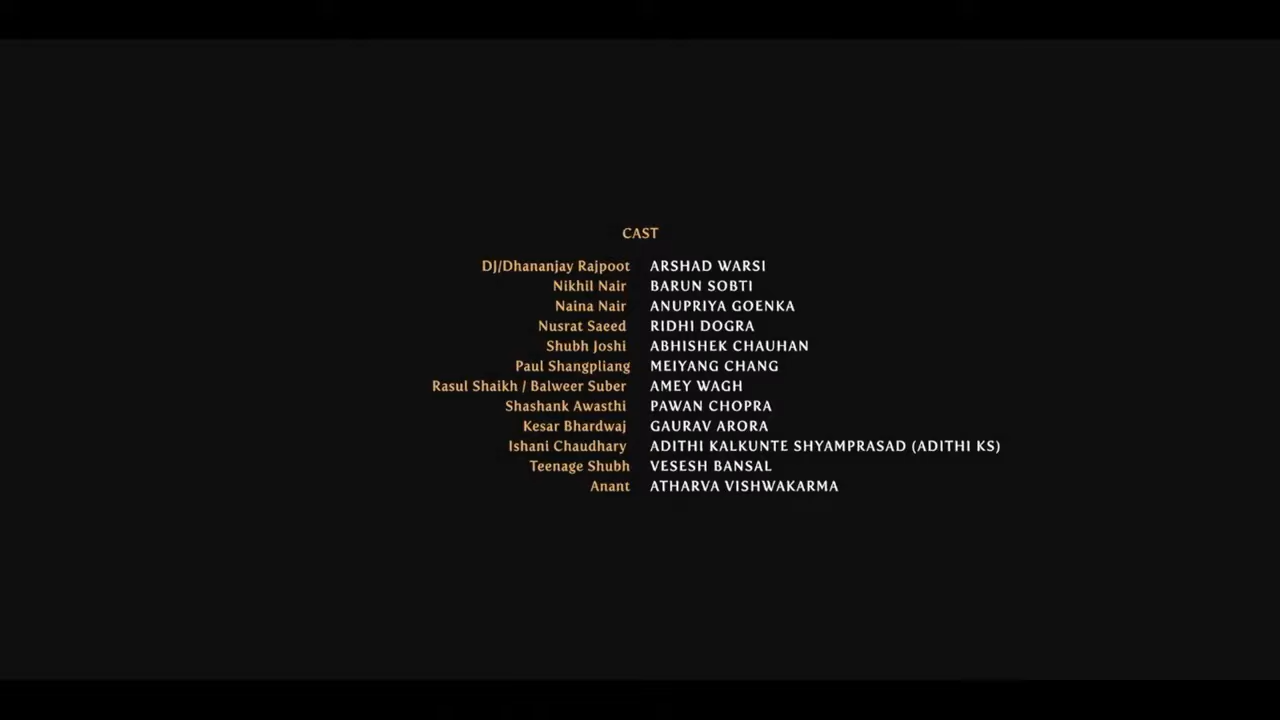 CAST
DJ/Dhananjay Rajpoot ARSHAD WARSI
Nikhil Nair BARUN SOBTI
Naina Nair ANUPRIYA GOENKA
Nusrat Saeed RIDHI DOGRA
Shubh Joshi ABHISHEK CHAUHAN
Paul Shangpliang MEIYANG CHANG
Rasul Shaikh / Balweer Suber AMEY WAGH
Shashank Awasthi PAWAN CHOPRA
Kesar Bhardwaj GAURAV ARORA
Ishani Chaudhary ADITHI KALKUNTE SHYAMPRASAD (ADITHI KS)
Teenage Shubh VESESH BANSAL
Anant ATHARVA VISHWAKARMA